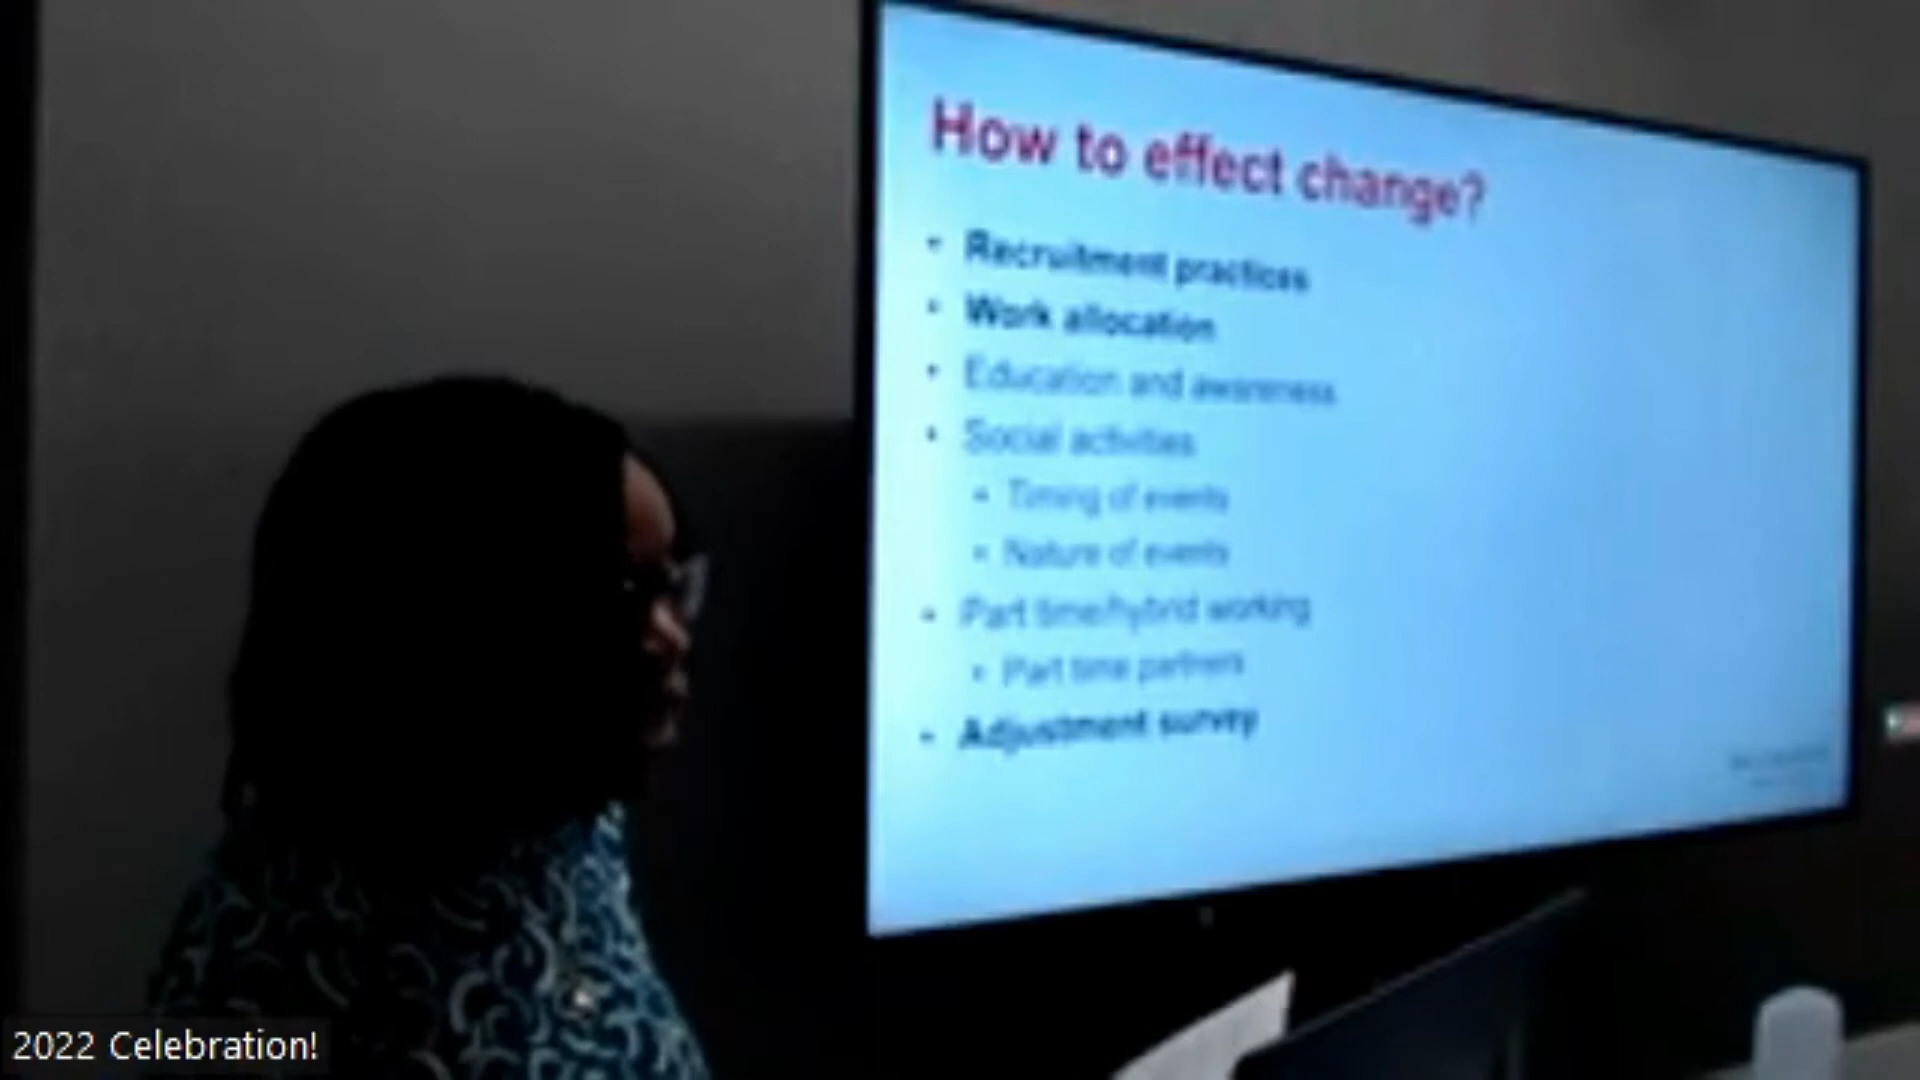 How to effect change?
• Recruitment practices
• Work allocation
• Education and awareness
• Social activities
• Timing of events
• Nature of events
• Part time/hybrid working
• Part time partners
• Adjustment survey
2022 Celebration!